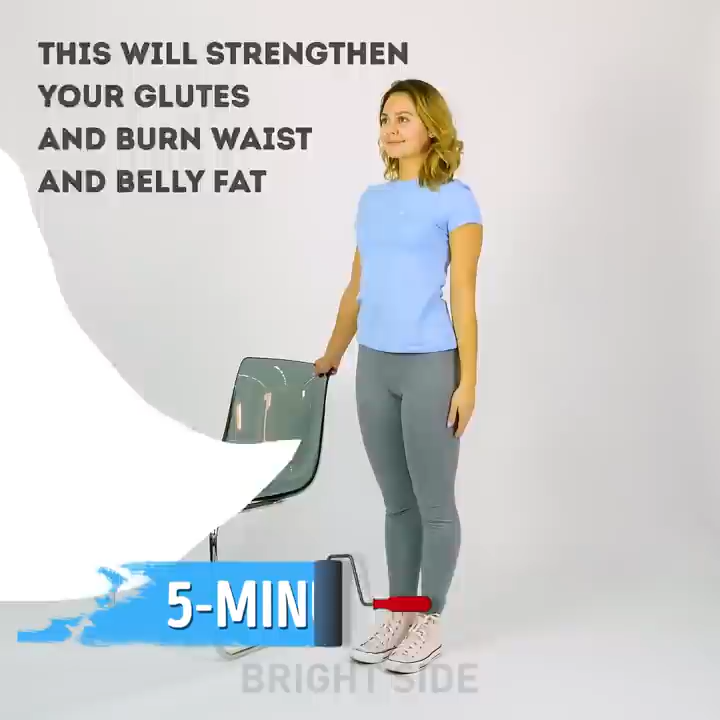 THIS WILL STRENGTHEN
YOUR GLUTES
AND BURN WAIST
AND BELLY FAT
5-MIN
BRIGHT SIDE